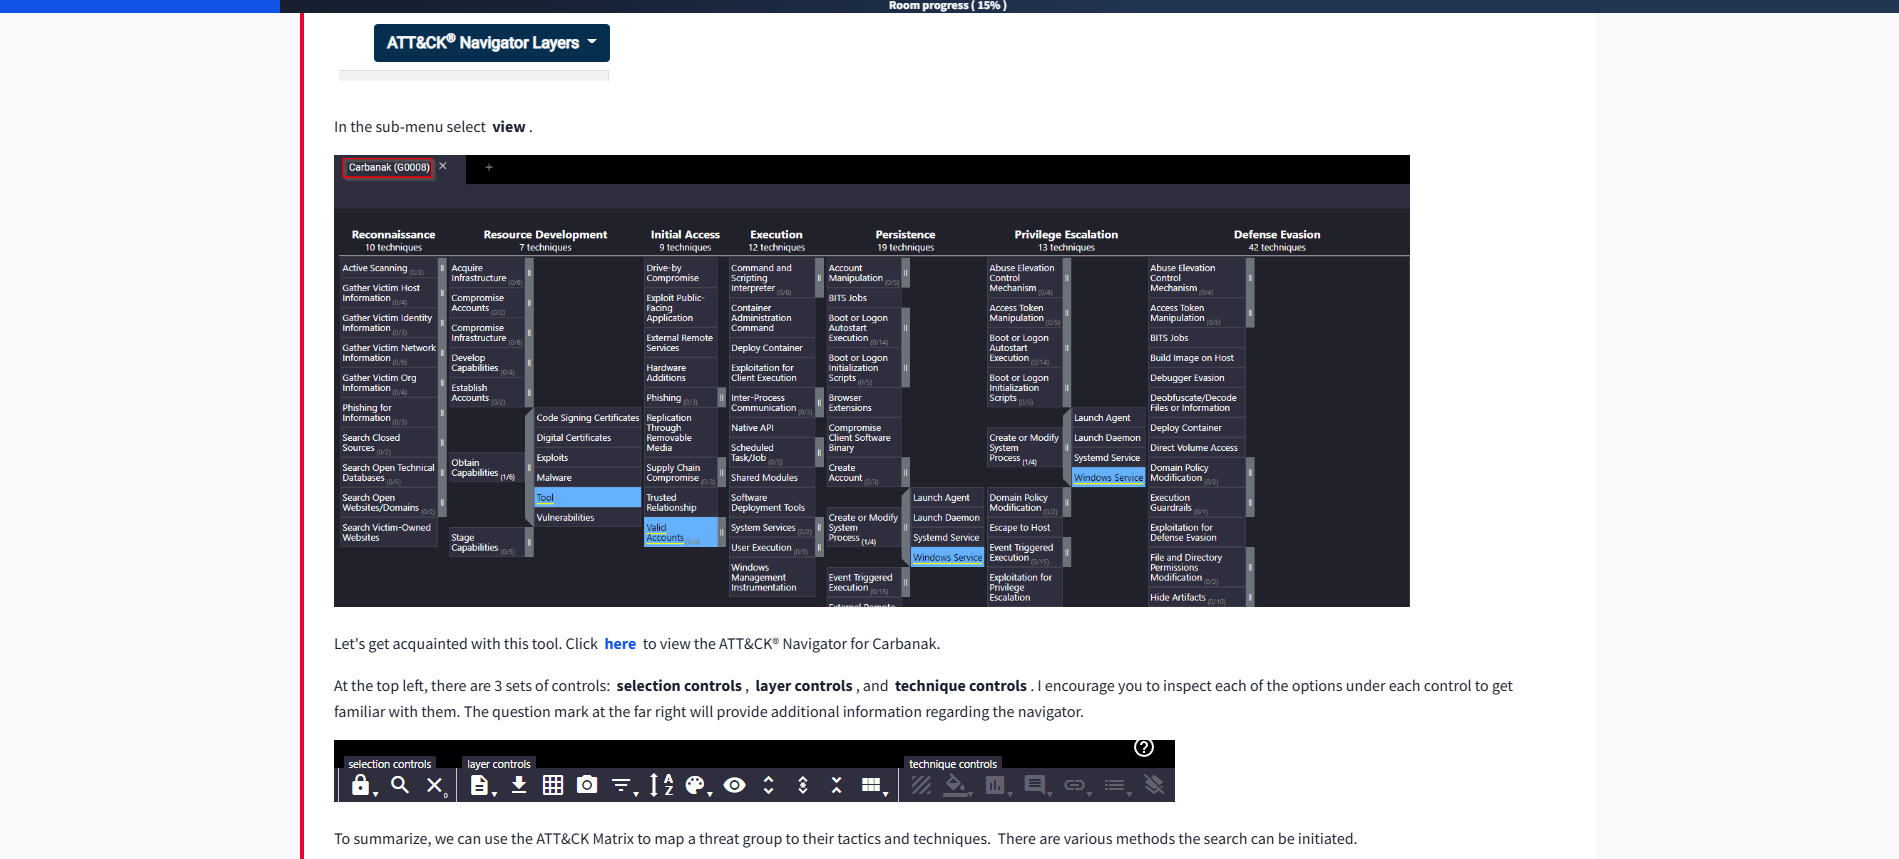 Room progress ( 15% )
ATT&CK® Navigator Layers
In the sub-menu select view .
Carbanak (G0008) ×
+
Reconnaissance
10 techniques
Active Scanning (0/3)
Gather Victim Host
Information (0/4)
Gather Victim Identity
Information (0/3)
Gather Victim Network
Information (0/6)
Gather Victim Org
Information (0/4)
Phishing for
Information (0/3)
Search Closed
Sources (0/2)
Search Open Technical
Databases (0/5)
Search Open
Websites/Domains (0/2)
Search Victim-Owned
Websites
Resource Development
7 techniques
Acquire
Infrastructure (0/6)
Compromise
Accounts (0/2)
Compromise
Infrastructure (0/6)
Develop
Capabilities (0/4)
Establish
Accounts (0/2)
Obtain
Capabilities (1/6)
Code Signing Certificates
Digital Certificates
Exploits
Malware
Tool
Vulnerabilities
Stage
Capabilities (0/5)
Initial Access
9 techniques
Drive-by
Compromise
Exploit Public-
Facing
Application
External Remote
Services
Hardware
Additions
Phishing (0/3)
Replication
Through
Removable
Media
Supply Chain
Compromise (0/3)
Trusted
Relationship
Valid
Accounts (0/4)
Execution
12 techniques
Command and
Scripting
Interpreter (0/8)
Container
Administration
Command
Deploy Container
Exploitation for
Client Execution
Inter-Process
Communication (0/3)
Native API
Scheduled
Task/Job (0/5)
Shared Modules
Software
Deployment Tools
System Services (0/2)
User Execution (0/3)
Windows
Management
Instrumentation
Persistence
19 techniques
Account
Manipulation (0/5)
BITS Jobs
Boot or Logon
Autostart
Execution (0/14)
Boot or Logon
Initialization
Scripts (0/5)
Browser
Extensions
Compromise
Client Software
Binary
Create
Account (0/3)
Create or Modify
System
Process (1/4)
Launch Agent
Launch Daemon
Systemd Service
Windows Service
Event Triggered
Execution (0/15)
External Remote
Privilege Escalation
13 techniques
Abuse Elevation
Control
Mechanism (0/4)
Access Token
Manipulation (0/5)
Boot or Logon
Autostart
Execution (0/14)
Boot or Logon
Initialization
Scripts (0/5)
Create or Modify
System
Process (1/4)
Launch Agent
Launch Daemon
Systemd Service
Windows Service
Domain Policy
Modification (0/2)
Escape to Host
Event Triggered
Execution (0/15)
Exploitation for
Privilege
Escalation
Defense Evasion
42 techniques
Abuse Elevation
Control
Mechanism (0/4)
Access Token
Manipulation (0/5)
BITS Jobs
Build Image on Host
Debugger Evasion
Deobfuscate/Decode
Files or Information
Deploy Container
Direct Volume Access
Domain Policy
Modification (0/2)
Execution
Guardrails (0/1)
Exploitation for
Defense Evasion
File and Directory
Permissions
Modification (0/2)
Hide Artifacts (0/10)
Let's get acquainted with this tool. Click here to view the ATT&CK® Navigator for Carbanak.
At the top left, there are 3 sets of controls: selection controls , layer controls , and technique controls . I encourage you to inspect each of the options under each control to get
familiar with them. The question mark at the far right will provide additional information regarding the navigator.
?
selection controls layer controls technique controls
0
A
Z
To summarize, we can use the ATT&CK Matrix to map a threat group to their tactics and techniques. There are various methods the search can be initiated.